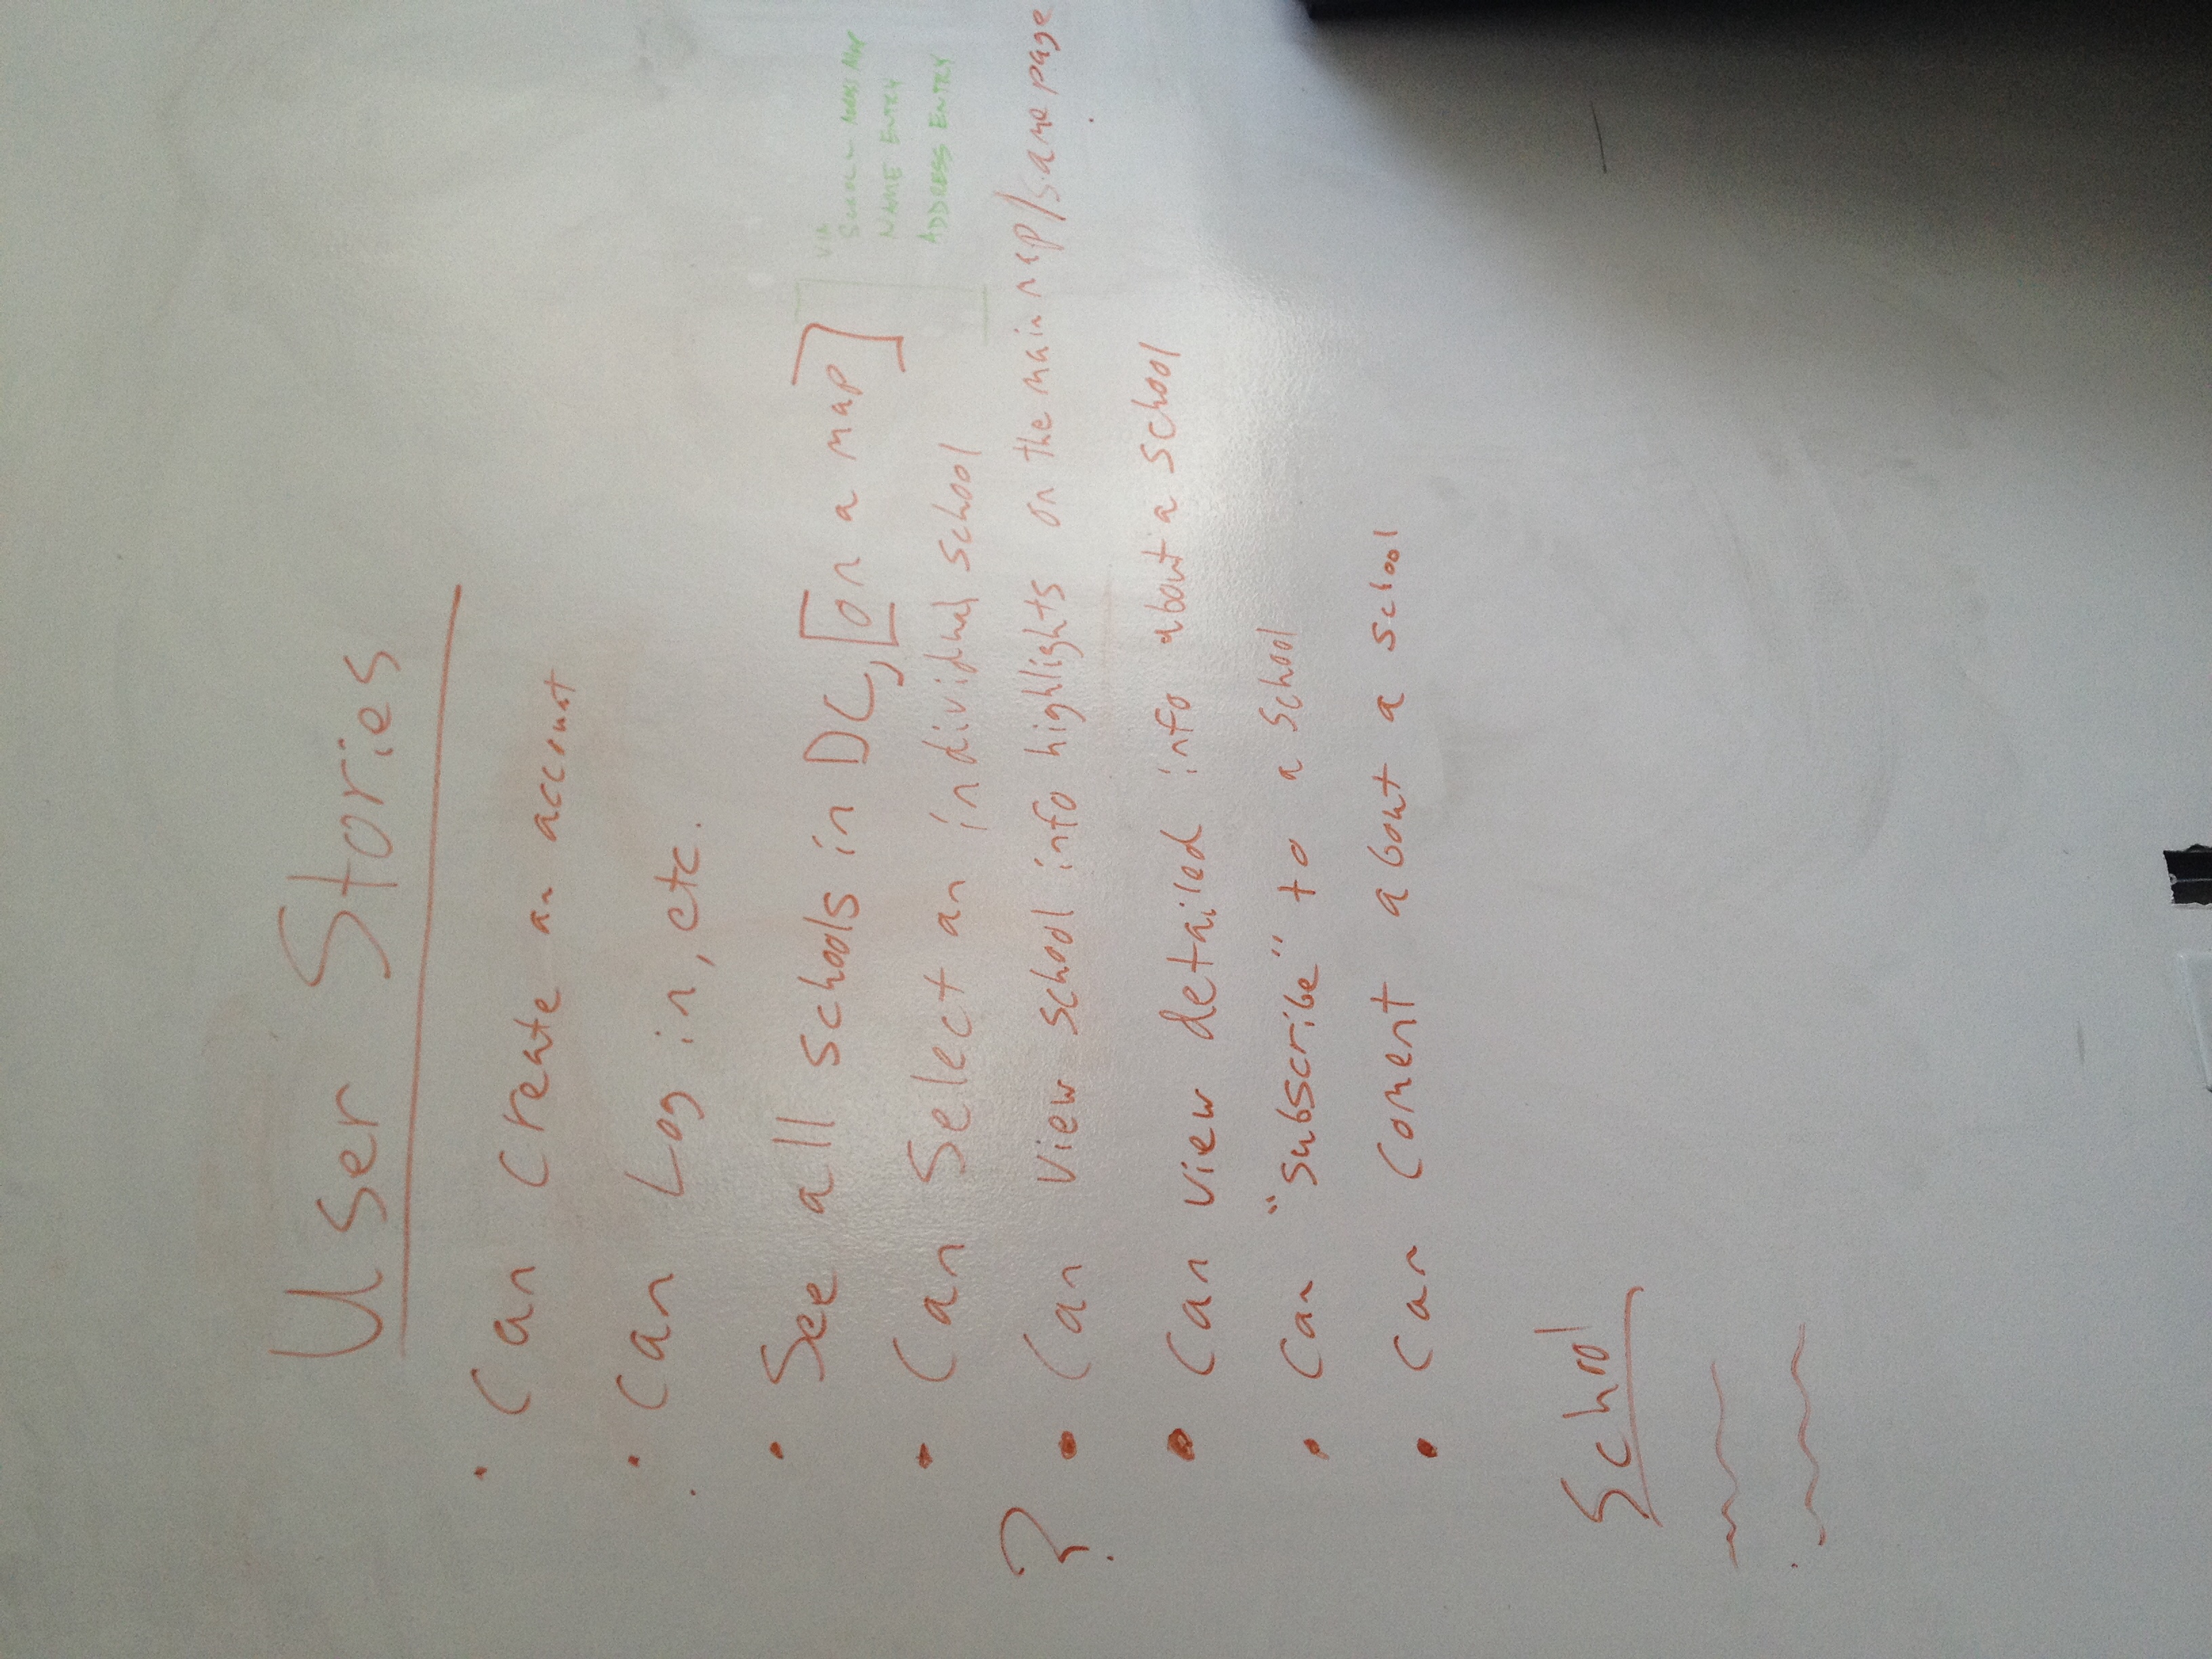 User Stories
· Can create an account
· Can Log in, etc.
· See all schools in DC, [on a map]
VIA
Across Map
NAME ENTRY
ADDRESS ENTRY
· Can Select an individual school
? · Can View school info highlights on the main map/same page
· Can view detailed info about a school
· Can "subscribe" to a School
· Can Coment about a school
School